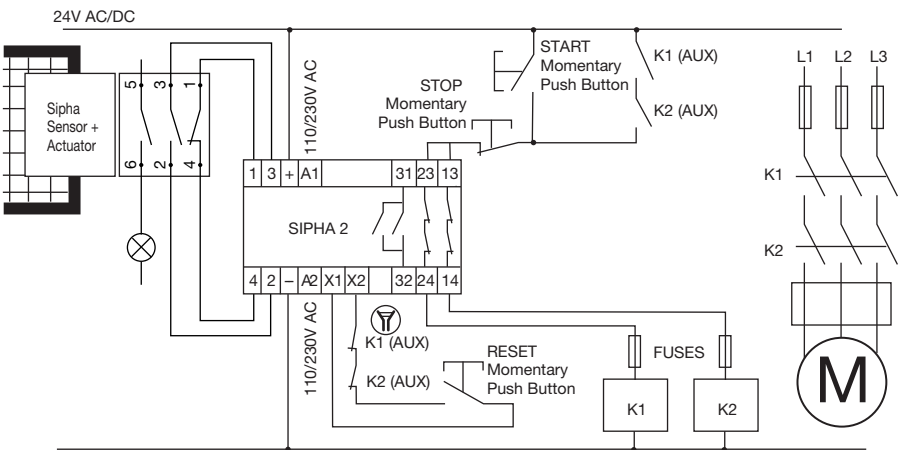 24V AC/DC
Sipha
Sensor +
Actuator
5 3 1
6 2 4
110/230V AC
STOP
Momentary
Push Button
START
Momentary
Push Button
K1 (AUX)
K2 (AUX)
L1 L2 L3
K1
K2
M
1 3 + A1 31 23 13
SIPHA 2
4 2 – A2 X1 X2 32 24 14
110/230V AC
K1 (AUX)
K2 (AUX)
RESET
Momentary
Push Button
FUSES
K1 K2